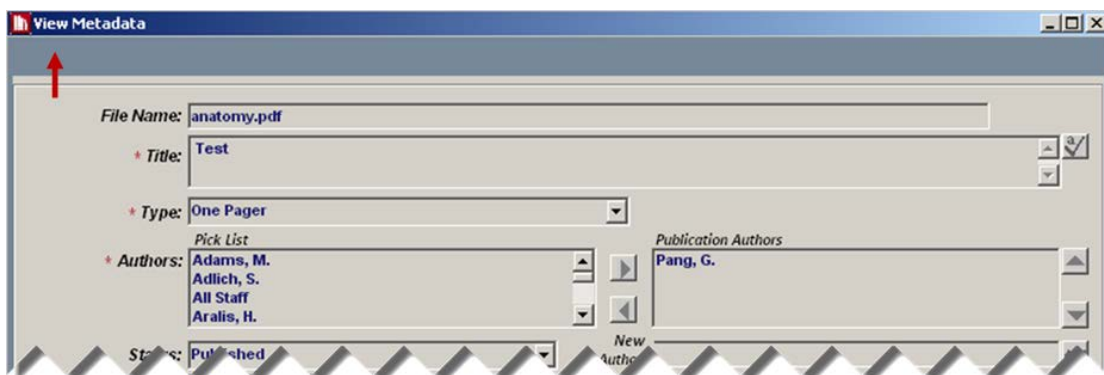 View Metadata
File Name: anatomy.pdf
* Title: Test
* Type: One Pager
Pick List
Publication Authors
* Authors: Adams, M.
Pang, G.
Adlich, S.
All Staff
Aralis, H.
New